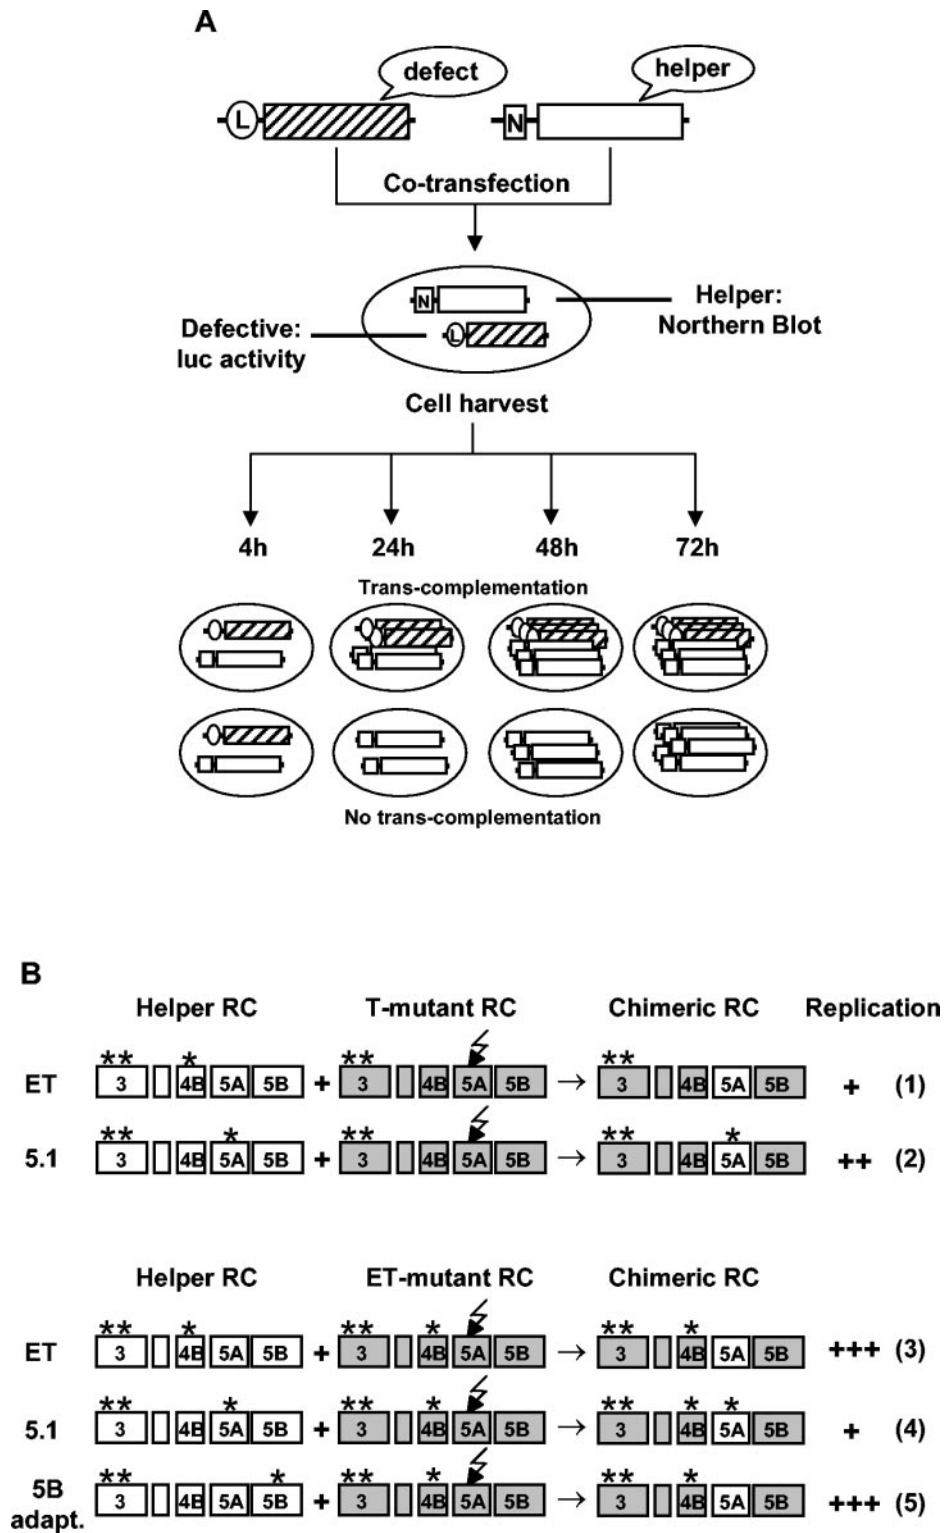 A
defect
helper
L
N
Co-transfection
N
Helper:
Northern Blot
Defective:
luc activity
L
Cell harvest
4h 24h 48h 72h
Trans-complementation
No trans-complementation
B
Helper RC T-mutant RC Chimeric RC Replication
** * **  **
ET 3 4B 5A 5B + 3 4B 5A 5B → 3 4B 5A 5B + (1)
** * ** ** *
5.1 3 4B 5A 5B + 3 4B 5A 5B → 3 4B 5A 5B ++ (2)
Helper RC ET-mutant RC Chimeric RC
** * ** * ** *
ET 3 4B 5A 5B + 3 4B 5A 5B → 3 4B 5A 5B +++ (3)
** * ** * ** * *
5.1 3 4B 5A 5B + 3 4B 5A 5B → 3 4B 5A 5B + (4)
** * ** * ** *
5B 3 4B 5A 5B + 3 4B 5A 5B → 3 4B 5A 5B +++ (5)
adapt.